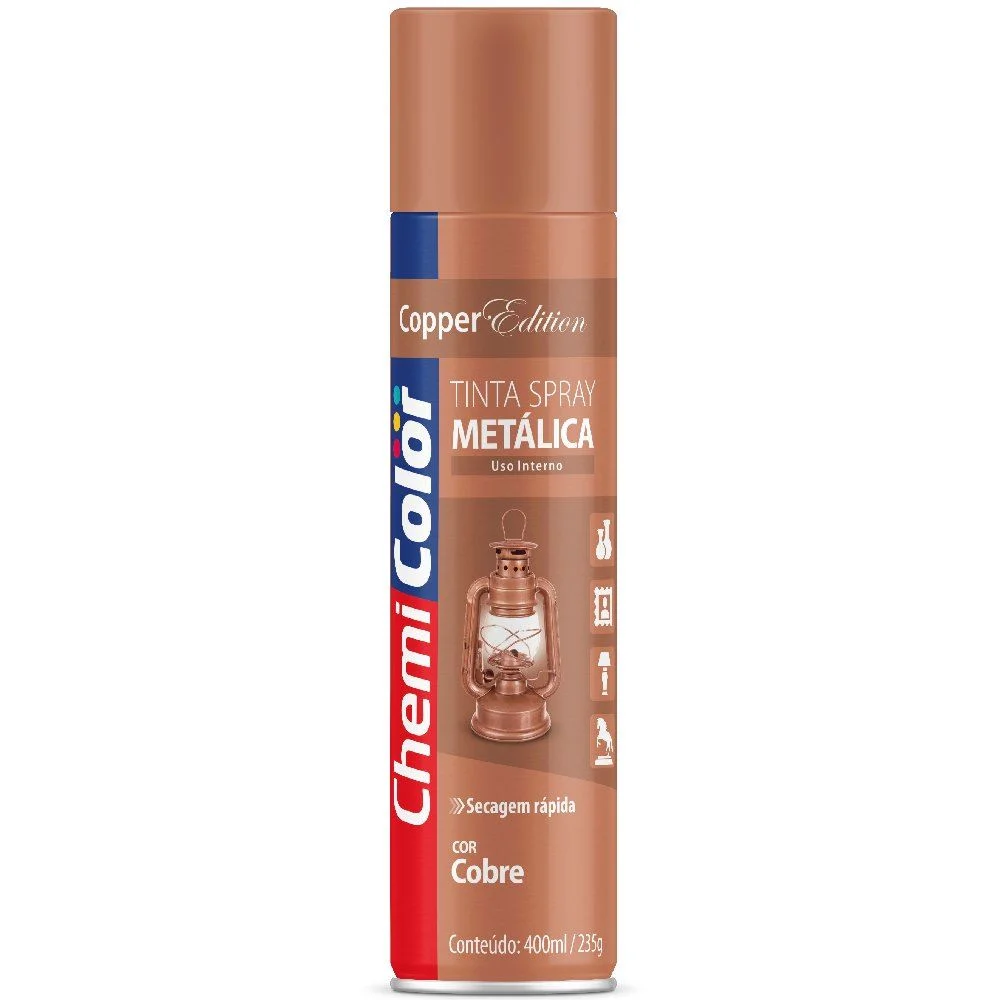 Copper Edition
TINTA SPRAY
METÁLICA
Uso Interno
ChemiColor
Secagem rápida
COR
Cobre
Conteúdo: 400ml / 235g